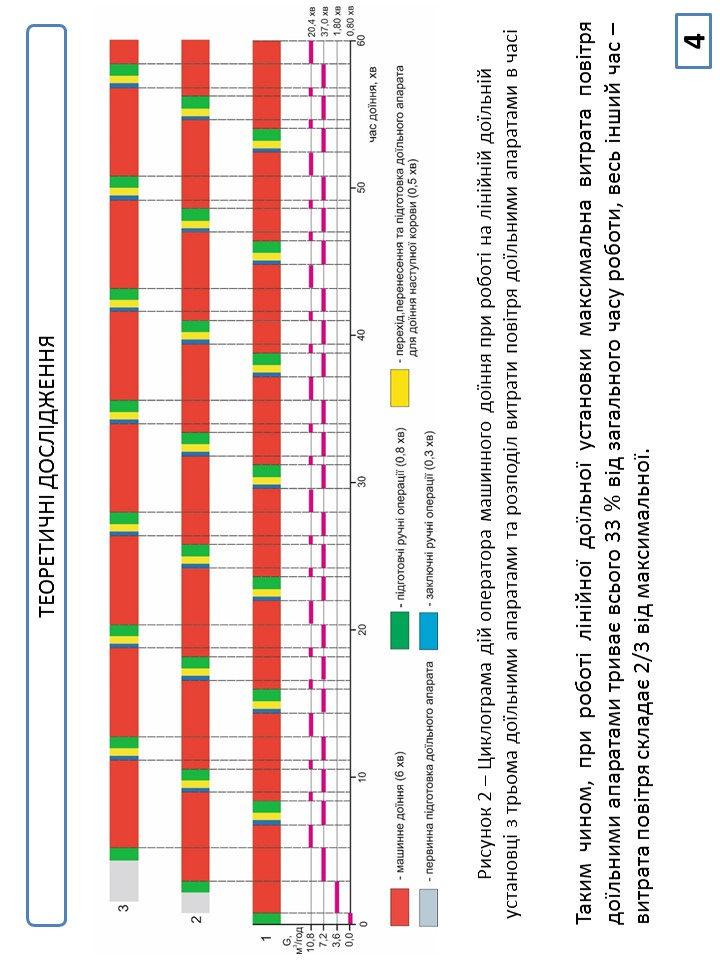 ТЕОРЕТИЧНІ ДОСЛІДЖЕННЯ
3
2
1
G,
м³/год
10,8
7,2
3,6
0,0
20,4 хв
37,0 хв
1,80 хв
0,80 хв
0
10
20
30
40
50
60
час доїння, хв
- машинне доїння (6 хв)
- підготовчі ручні операції (0,8 хв)
- перехід,перенесення та підготовка доїльного апарата
для доїння наступної корови (0,5 хв)
- первинна підготовка доїльного апарата
- заключні ручні операції (0,3 хв)
Рисунок 2 – Циклограма дій оператора машинного доїння при роботі на лінійній доїльній
установці з трьома доїльними апаратами та розподіл витрати повітря доїльними апаратами в часі
Таким чином, при роботі лінійної доїльної установки максимальна витрата повітря
доїльними апаратами триває всього 33 % від загального часу роботи, весь інший час –
витрата повітря складає 2/3 від максимальної.
4